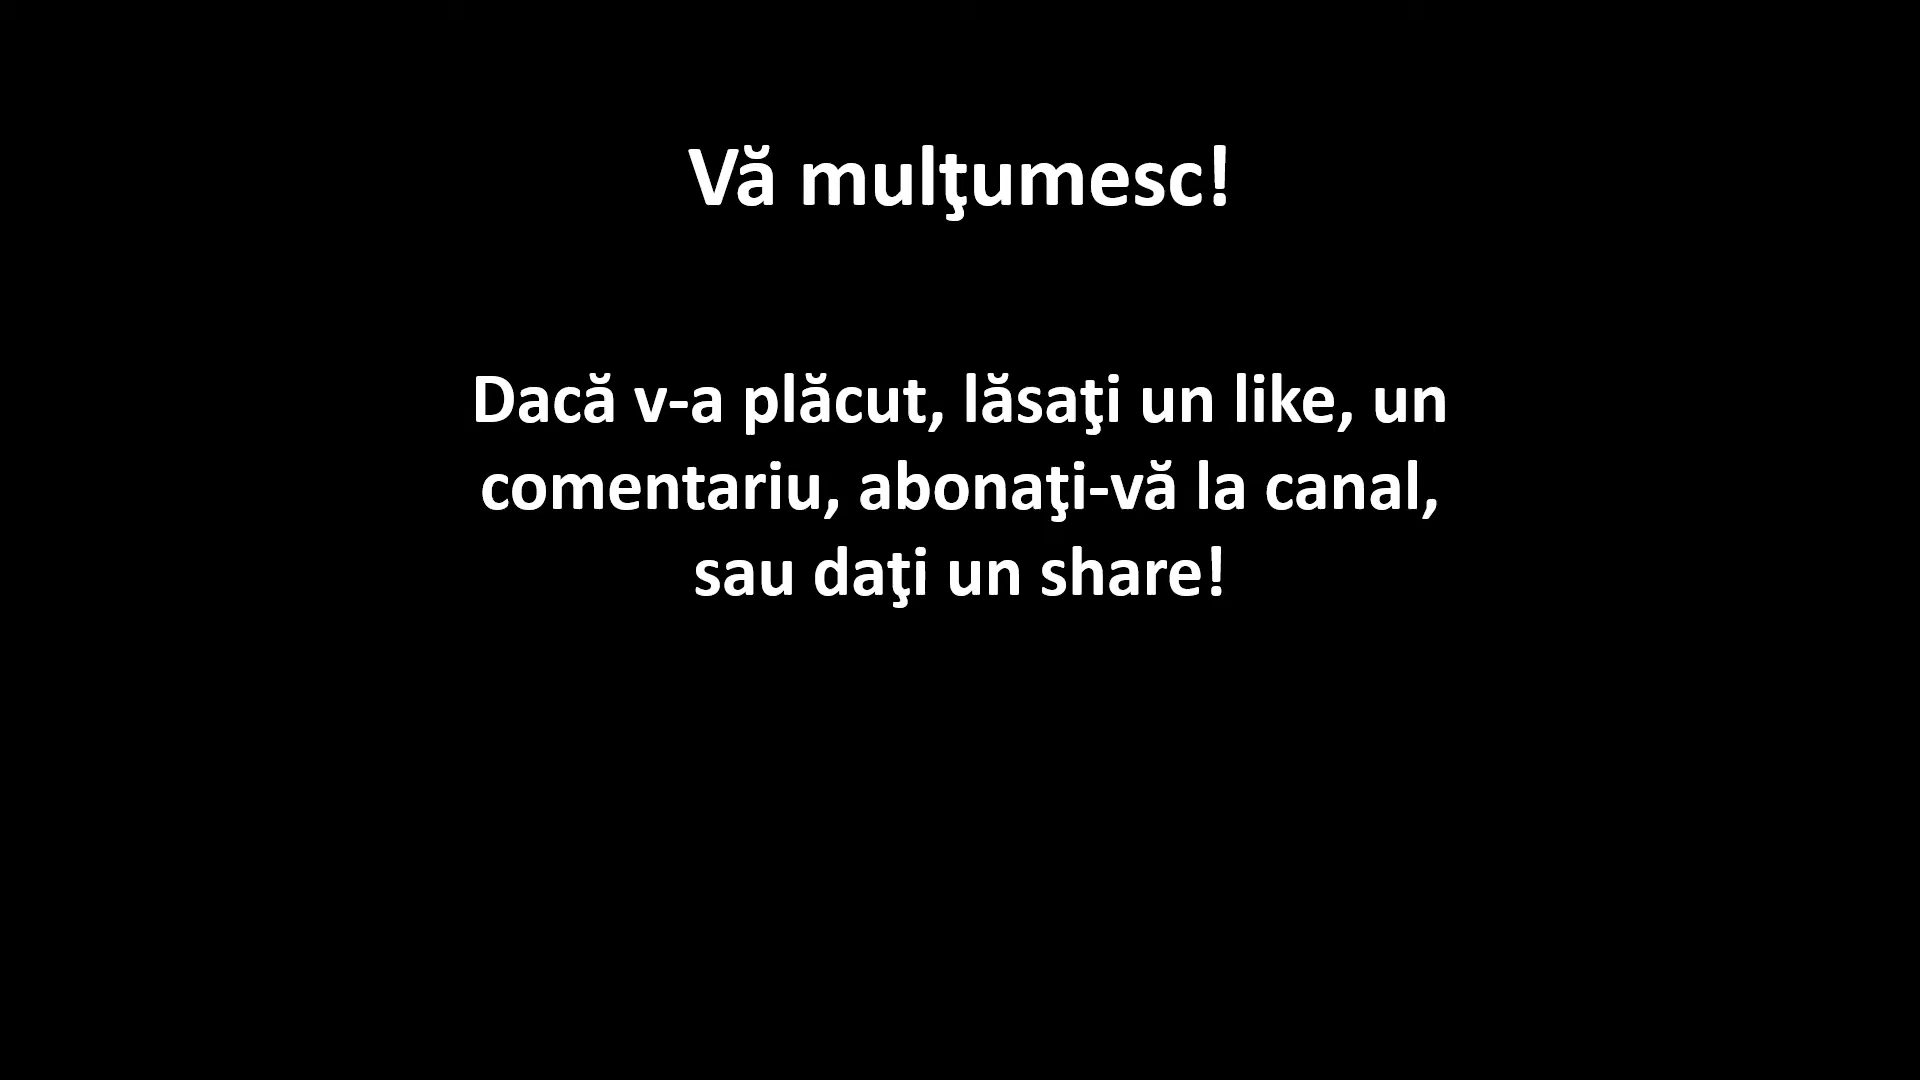 Vă mulţumesc!
Dacă v-a plăcut, lăsaţi un like, un
comentariu, abonaţi-vă la canal,
sau daţi un share!